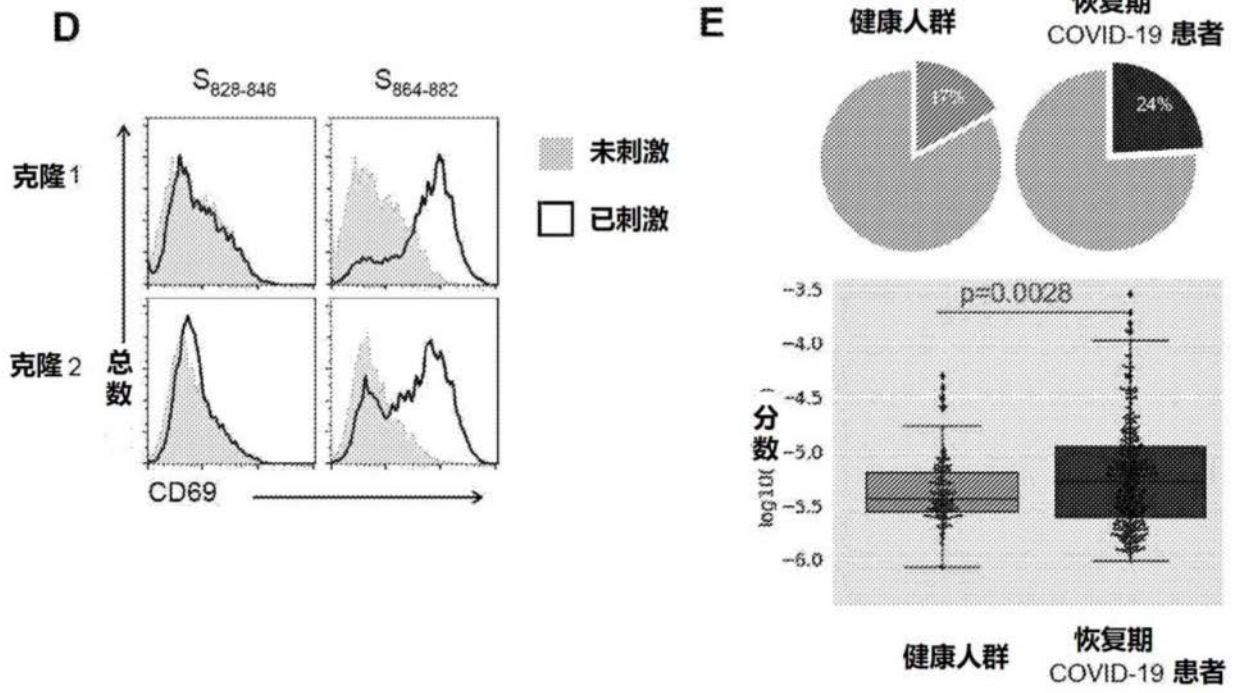 D
S828-846
S864-882
克隆1
克隆2
总数
CD69
未刺激
已刺激
E
健康人群
恢复期
COVID-19 患者
17%
24%
p=0.0028
-3.5
-4.0
-4.5
-5.0
-5.5
-6.0
log10(分数)
健康人群
恢复期
COVID-19 患者